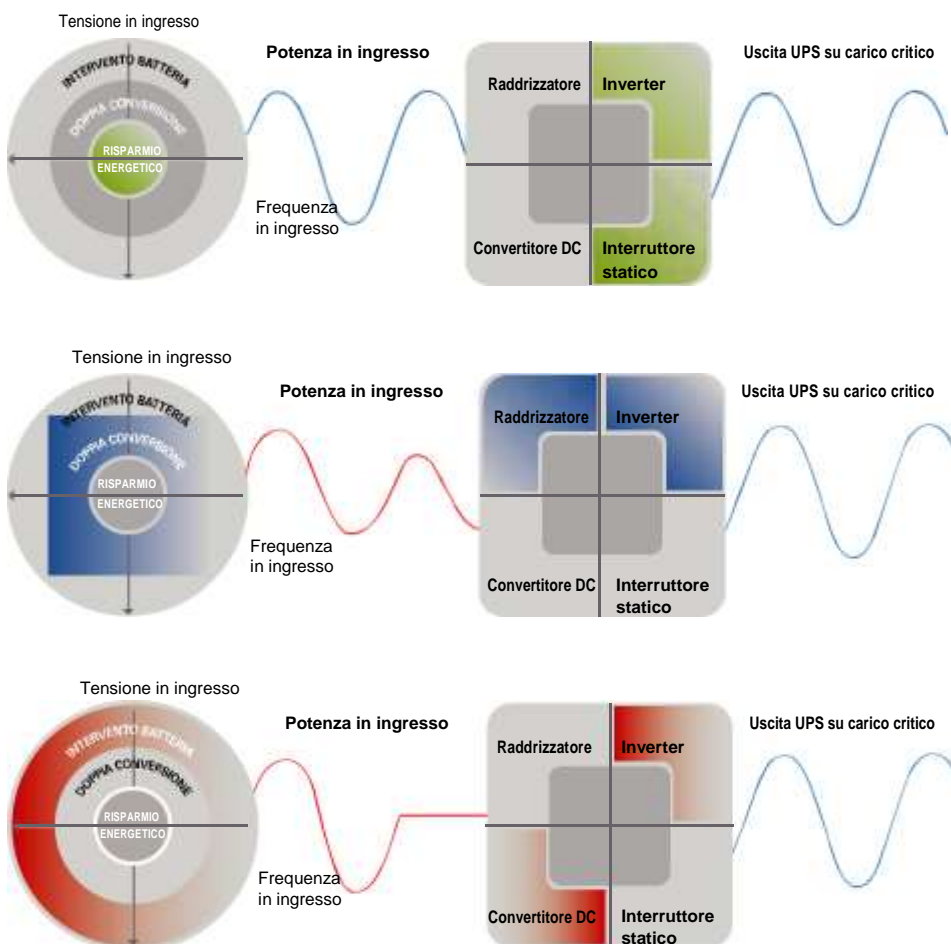 Tensione in ingresso
INTERVENTO BATTERIA
DOPPIA CONVERSIONE
RISPARMIO
ENERGETICO
Frequenza
in ingresso
Potenza in ingresso
Raddrizzatore
Inverter
Convertitore DC
Interruttore
statico
Uscita UPS su carico critico
Tensione in ingresso
INTERVENTO BATTERIA
DOPPIA CONVERSIONE
RISPARMIO
ENERGETICO
Frequenza
in ingresso
Potenza in ingresso
Raddrizzatore
Inverter
Convertitore DC
Interruttore
statico
Uscita UPS su carico critico
Tensione in ingresso
INTERVENTO BATTERIA
DOPPIA CONVERSIONE
RISPARMIO
ENERGETICO
Frequenza
in ingresso
Potenza in ingresso
Raddrizzatore
Inverter
Convertitore DC
Interruttore
statico
Uscita UPS su carico critico